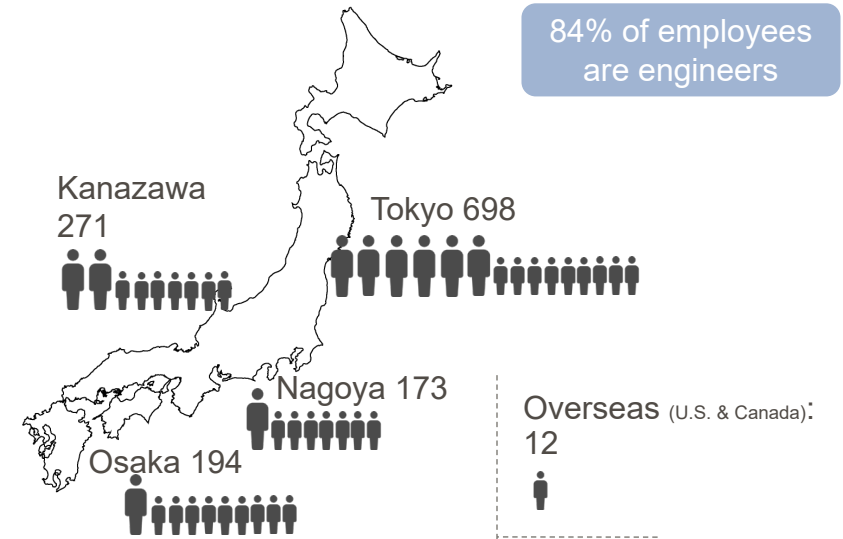 84% of employees
are engineers
Kanazawa
271
Tokyo 698
Nagoya 173
Osaka 194
Overseas (U.S. & Canada):
12